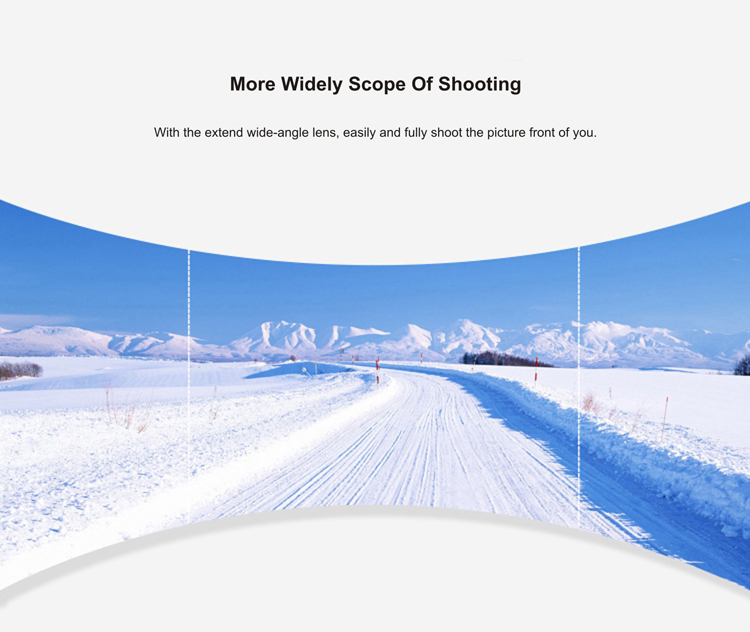 More Widely Scope Of Shooting
With the extend wide-angle lens, easily and fully shoot the picture front of you.